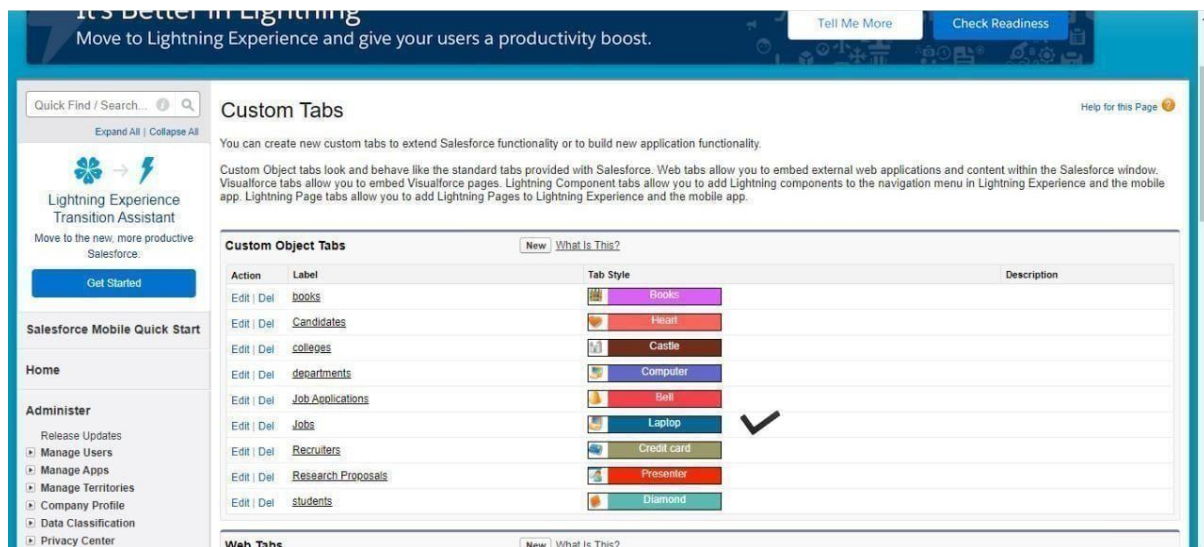 It's Better in Lightning
Move to Lightning Experience and give your users a productivity boost.
Tell Me More
Check Readiness
Quick Find / Search...
Expand All | Collapse All
Lightning Experience
Transition Assistant
Move to the new, more productive
Salesforce.
Get Started
Salesforce Mobile Quick Start
Home
Administer
Release Updates
Manage Users
Manage Apps
Manage Territories
Company Profile
Data Classification
Privacy Center
Custom Tabs
Help for this Page
You can create new custom tabs to extend Salesforce functionality or to build new application functionality.
Custom Object tabs look and behave like the standard tabs provided with Salesforce. Web tabs allow you to embed external web applications and content within the Salesforce window.
Visualforce tabs allow you to embed Visualforce pages. Lightning Component tabs allow you to add Lightning components to the navigation menu in Lightning Experience and the mobile
app. Lightning Page tabs allow you to add Lightning Pages to Lightning Experience and the mobile app.
Custom Object Tabs New What Is This?
Action Label Tab Style Description
Edit | Del books Books
Edit | Del Candidates Heart
Edit | Del colleges Castle
Edit | Del departments Computer
Edit | Del Job Applications Bell
Edit | Del Jobs Laptop
Edit | Del Recruiters Credit card
Edit | Del Research Proposals Presenter
Edit | Del students Diamond
Web Tabs New What Is This?